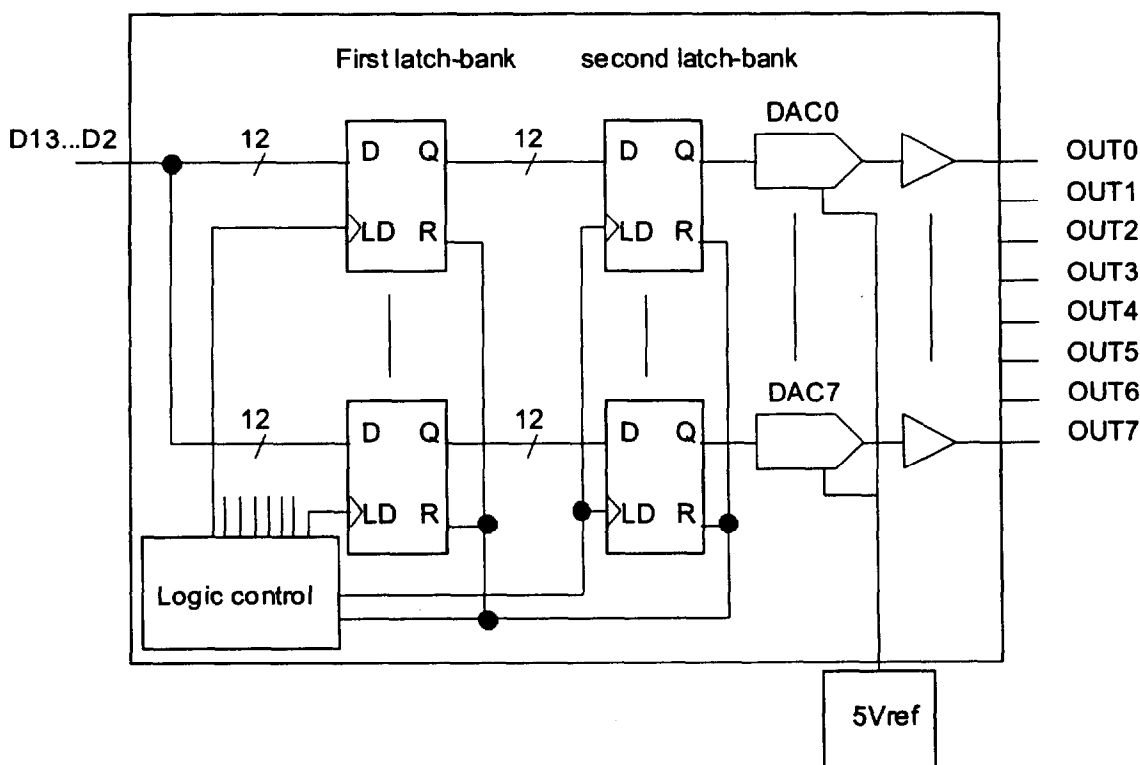 First latch-bank second latch-bank
DAC0
D13...D2 12 12
D Q D Q
LD R LD R
OUT0
OUT1
OUT2
OUT3
OUT4
OUT5
OUT6
OUT7
DAC7
12 12
D Q D Q
LD R LD R
Logic control
5Vref